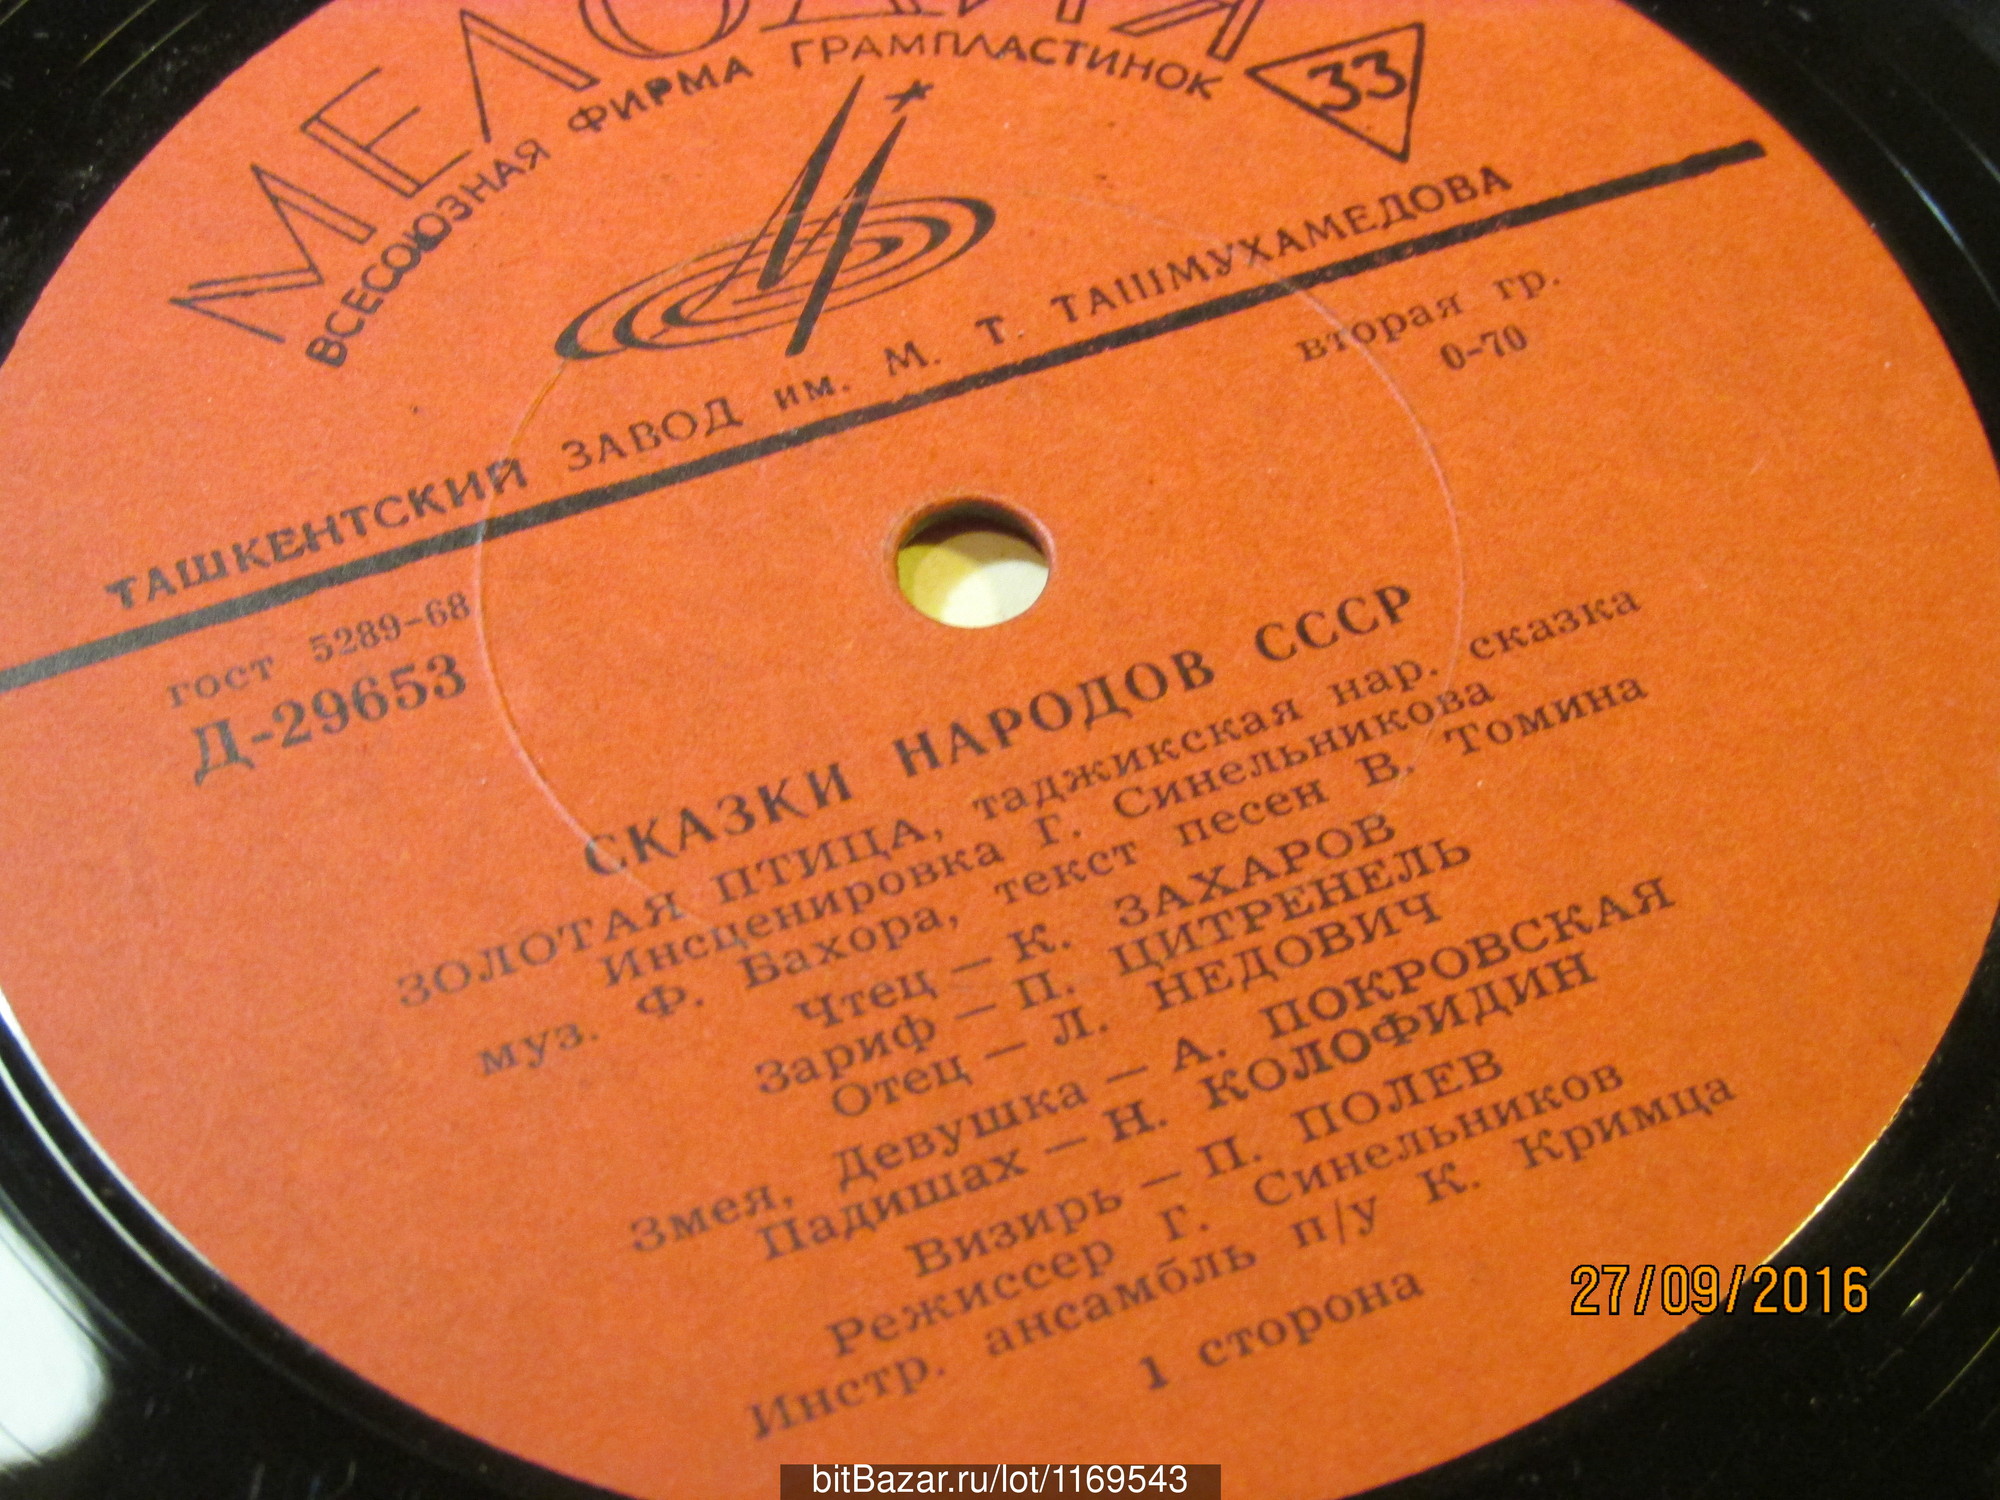 МЕЛОДИЯ
ВСЕСОЮЗНАЯ ФИРМА ГРАМПЛАСТИНОК
33
ТАШКЕНТСКИЙ ЗАВОД им. М. Т. ТАШМУХАМЕДОВА
гост 5289-68
Д-29653
вторая гр.
0-70
СКАЗКИ НАРОДОВ СССР
ЗОЛОТАЯ ПТИЦА, таджикская нар. сказка
Инсценировка Г. Синельникова
муз. Ф. Бахора, текст песен В. Томина
Чтец — К. ЗАХАРОВ
Зариф — П. ЦИТРЕНЕЛЬ
Отец — Л. НЕДОВИЧ
Змея, Девушка — А. ПОКРОВСКАЯ
Падишах — Н. КОЛОФИДИН
Визирь — П. ПОЛЕВ
Режиссер Г. Синельников
Инстр. ансамбль п/у К. Кримца
1 сторона
27/09/2016
bitBazar.ru/lot/1169543